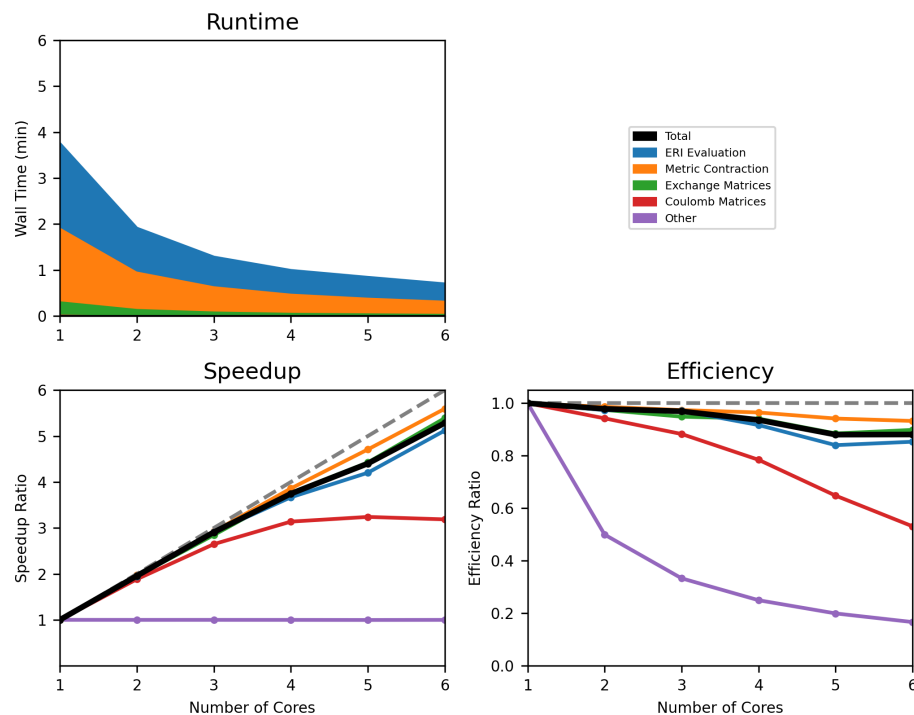 Runtime
6
5
4
3
2
1
0
Wall Time (min)
1 2 3 4 5 6
Total
ERI Evaluation
Metric Contraction
Exchange Matrices
Coulomb Matrices
Other
Speedup
6
5
4
3
2
1
Speedup Ratio
1 2 3 4 5 6
Number of Cores
Efficiency
1.0
0.8
0.6
0.4
0.2
0.0
Efficiency Ratio
1 2 3 4 5 6
Number of Cores